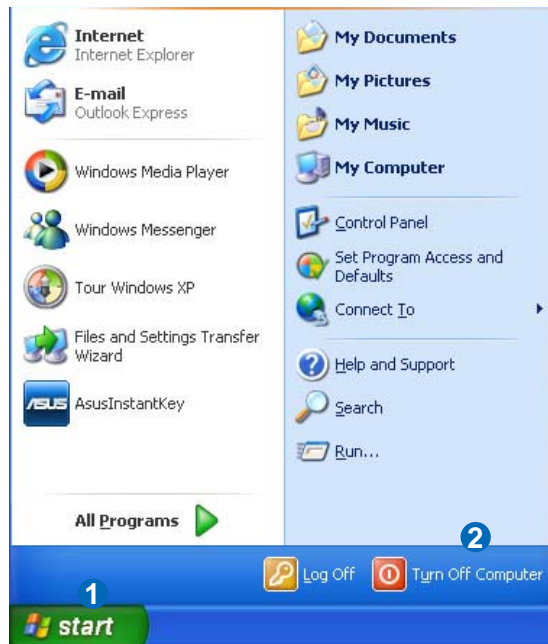 Internet
Internet Explorer
E-mail
Outlook Express
Windows Media Player
Windows Messenger
Tour Windows XP
Files and Settings Transfer
Wizard
ASUS AsusInstantKey
All Programs
My Documents
My Pictures
My Music
My Computer
Control Panel
Set Program Access and
Defaults
Connect To
Help and Support
Search
Run...
2
Log Off
Turn Off Computer
1
start